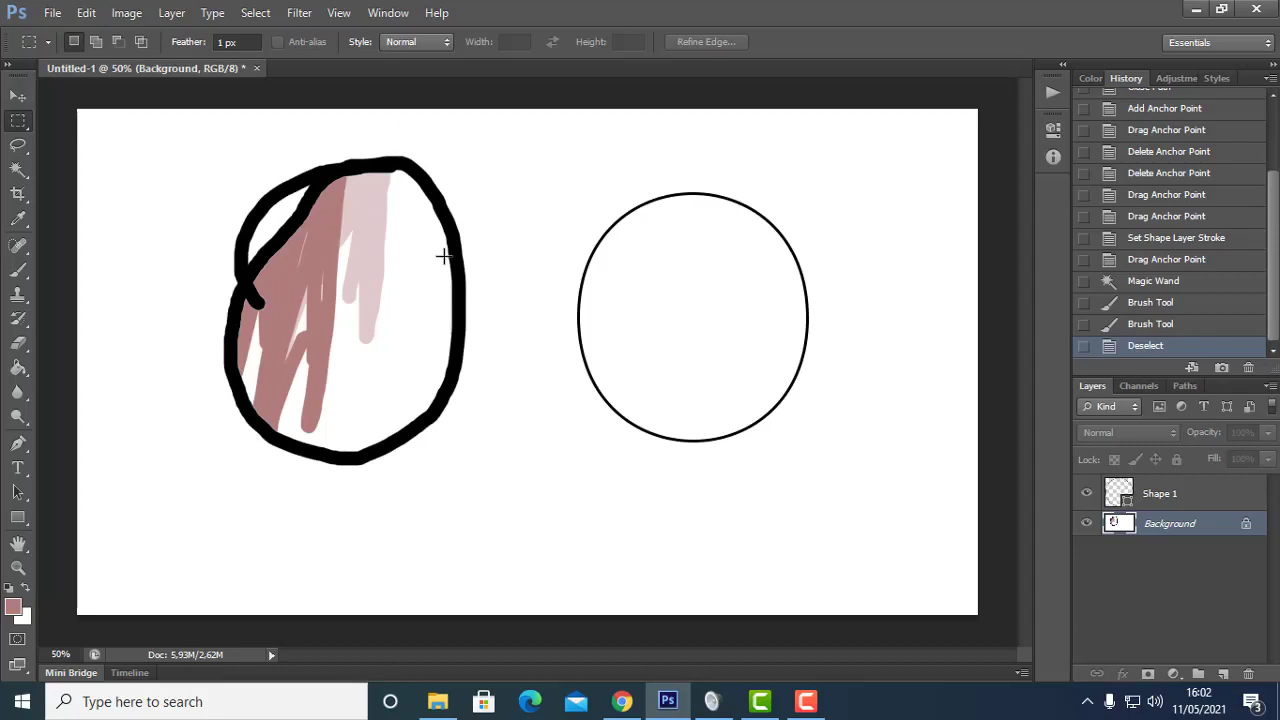 Ps File Edit Image Layer Type Select Filter View Window Help
Feather: 1 px Anti-alias Style: Normal Width: Height: Refine Edge... Essentials
Untitled-1 @ 50% (Background, RGB/8) * ×
Color History Adjustme Styles
Add Anchor Point
Drag Anchor Point
Delete Anchor Point
Delete Anchor Point
Drag Anchor Point
Drag Anchor Point
Set Shape Layer Stroke
Drag Anchor Point
Magic Wand
Brush Tool
Brush Tool
Deselect
Layers Channels Paths
Kind
Normal Opacity: 100%
Lock: Fill: 100%
Shape 1
Background
50% Doc: 5,93M/2,62M
Mini Bridge Timeline
Type here to search
16:02
11/05/2021
3